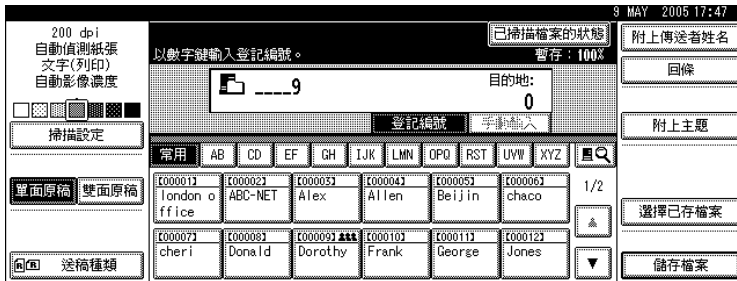 9 MAY 2005 17:47
200 dpi
自動偵測紙張
文字(列印)
自動影像濃度
掃描設定
單面原稿 雙面原稿
送稿種類
已掃描檔案的狀態
以數字鍵輸入登記編號。 暫存:100%
____9 目的地:
0
登記編號 手動輸入
常用 AB CD EF GH IJK LMN OPQ RST UVW XYZ
[00001] [00002] [00003] [00004] [00005] [00006]
london office ABC-NET Alex Allen Beijin chaco
1/2
[00007] [00008] [00009] [00010] [00011] [00012]
cheri Donald Dorothy Frank George Jones
▲
▼
附上傳送者姓名
回條
附上主題
選擇已存檔案
儲存檔案